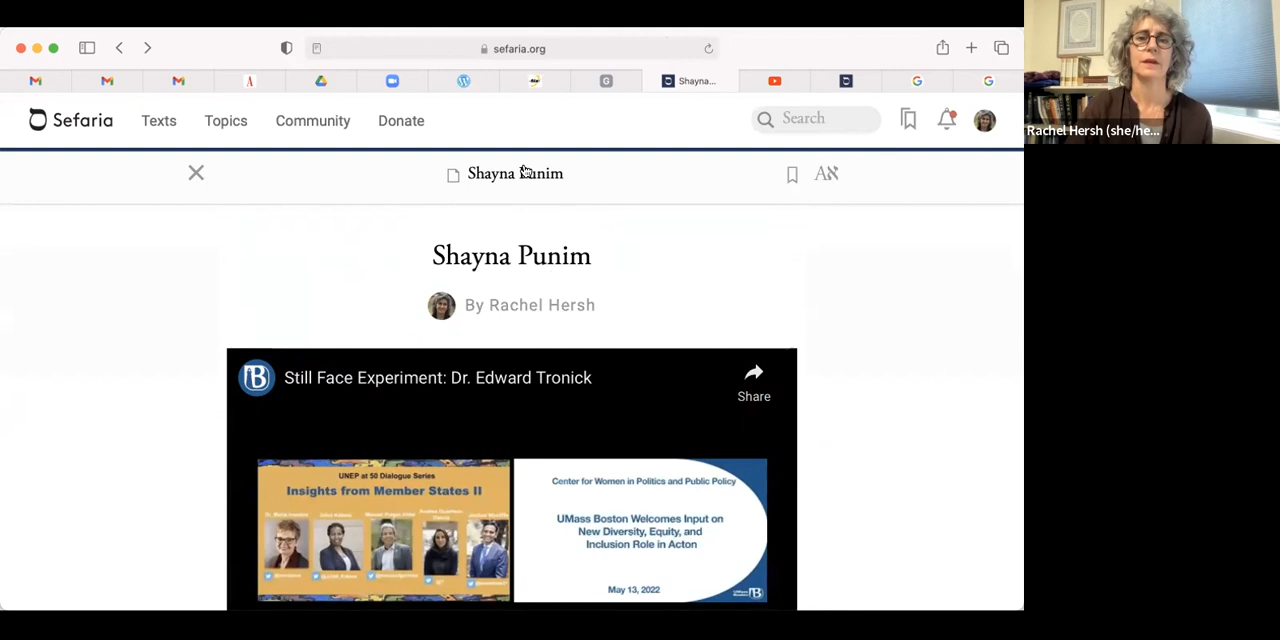 sefaria.org
Shayna...
Sefaria
Texts
Topics
Community
Donate
Search
Shayna Punim
Shayna Punim
By Rachel Hersh
Still Face Experiment: Dr. Edward Tronick
Share
UNEP at 50 Dialogue Series
Insights from Member States II
Center for Women in Politics and Public Policy
UMass Boston Welcomes Input on
New Diversity, Equity, and
Inclusion Role in Acton
May 13, 2022
Rachel Hersh (she/he...